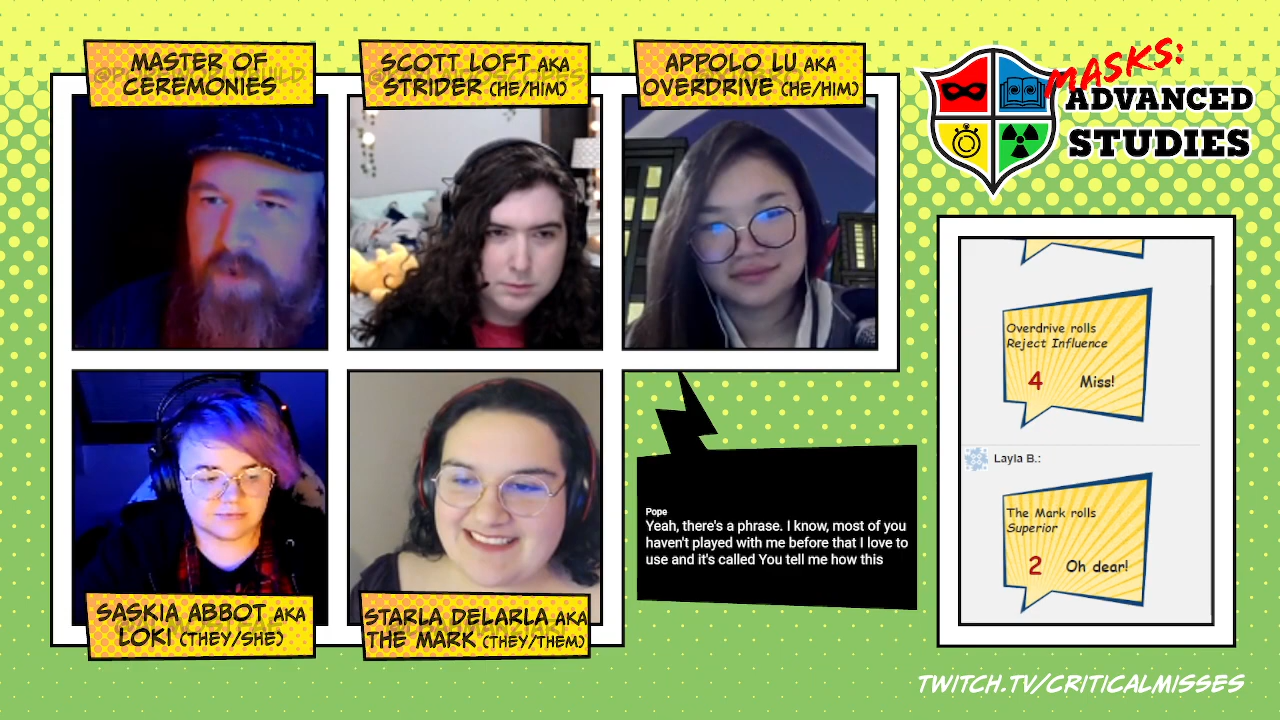 MASTER OF
CEREMONIES
SCOTT LOFT AKA
STRIDER (HE/HIM)
APPOLO LU AKA
OVERDRIVE (HE/HIM)
MASKS:
ADVANCED
STUDIES
Overdrive rolls
Reject Influence
4 Miss!
Layla B.:
The Mark rolls
Superior
2 Oh dear!
Pope
Yeah, there's a phrase. I know, most of you
haven't played with me before that I love to
use and it's called You tell me how this
SASKIA ABBOT AKA
LOKI (THEY/SHE)
STARLA DELARLA AKA
THE MARK (THEY/THEM)
TWITCH.TV/CRITICALMISSES